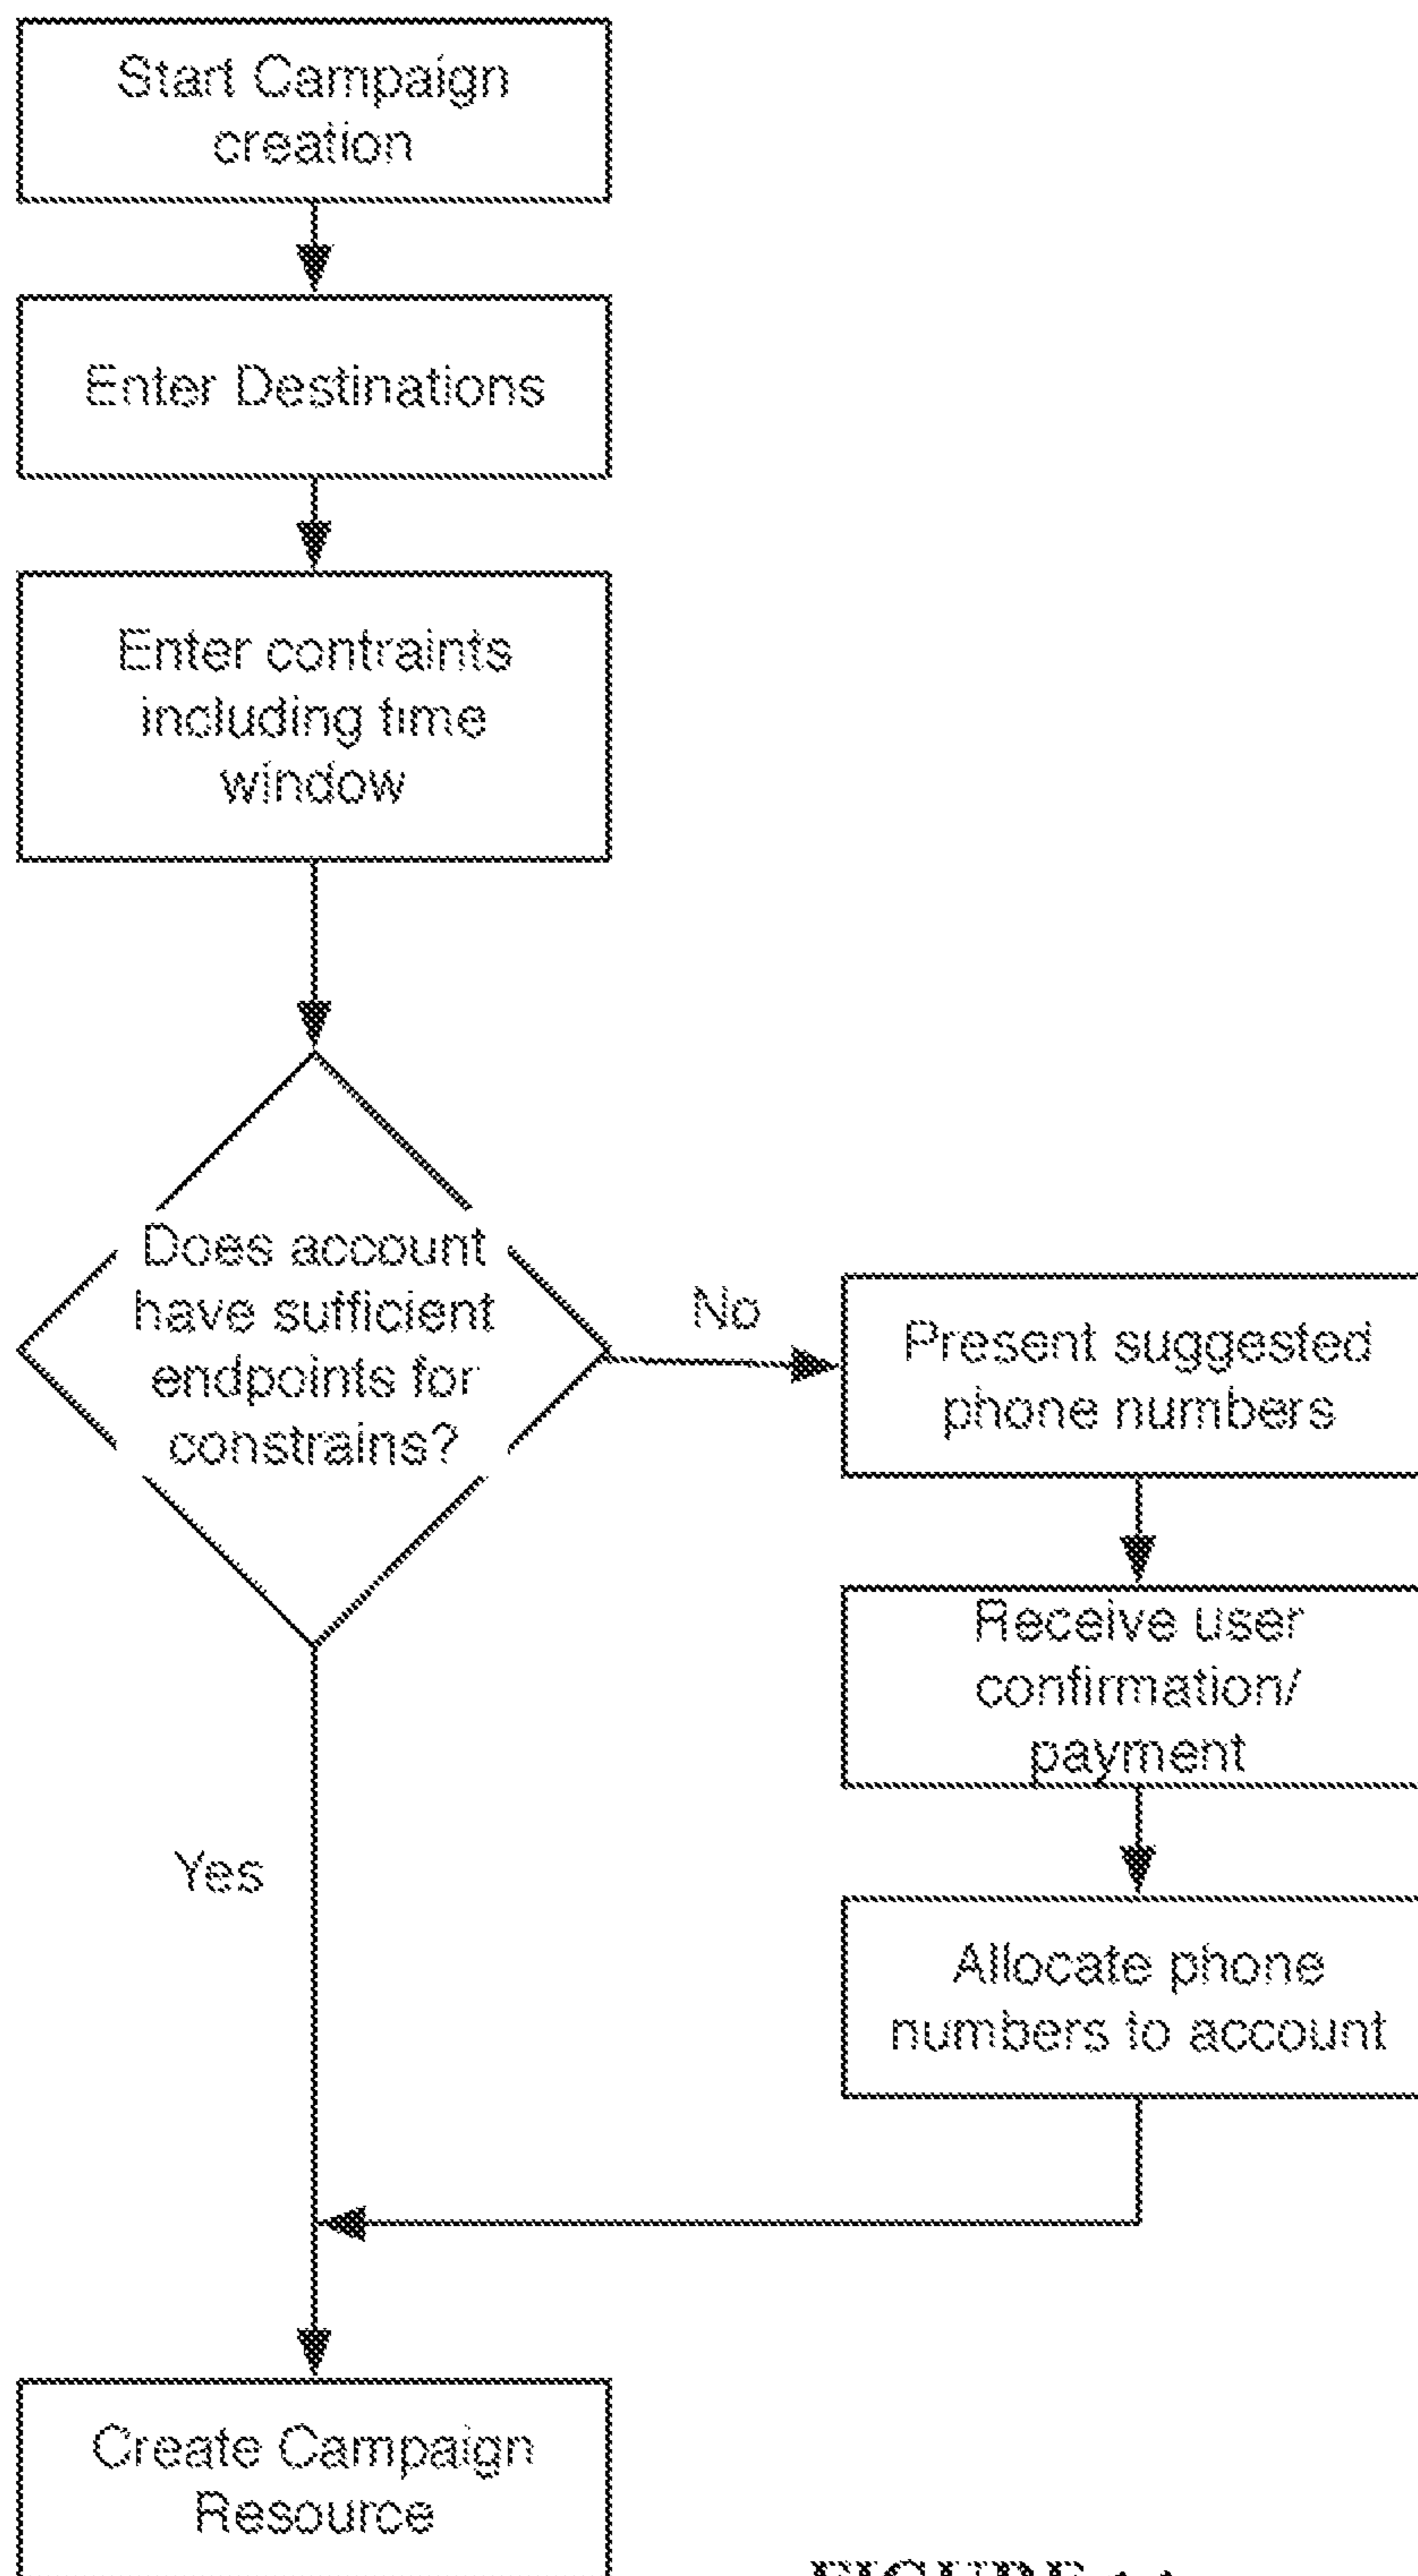 Start Campaign
creation
Enter Destinations
Enter contraints
including time
window
Does account
have sufficient
endpoints for
constrains?
No
Present suggested
phone numbers
Receive user
confirmation/
payment
Yes
Allocate phone
numbers to account
Create Campaign
Resource
FIGURE